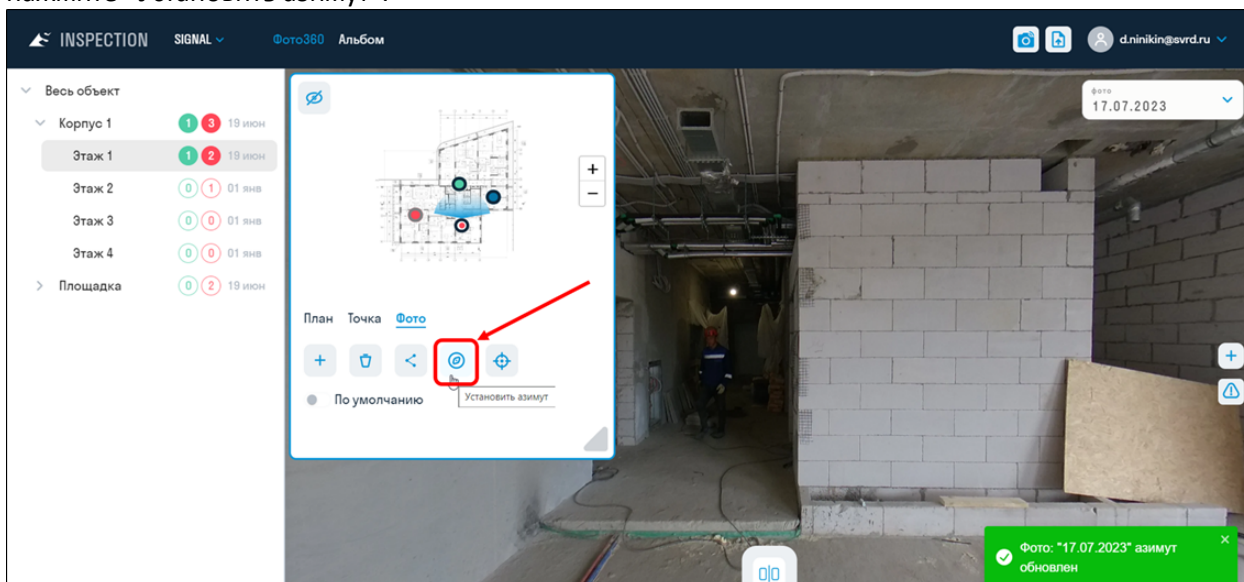 нажмите "Установить азимут".
INSPECTION SIGNAL Фото360 Альбом d.ninikin@svrd.ru
Весь объект
Корпус 1 1 3 19 июн
Этаж 1 1 2 19 июн
Этаж 2 0 1 01 янв
Этаж 3 0 0 01 янв
Этаж 4 0 0 01 янв
Площадка 0 2 19 июн
+
−
План Точка Фото
По умолчанию
Установить азимут
фото
17.07.2023
Фото: "17.07.2023" азимут
обновлен